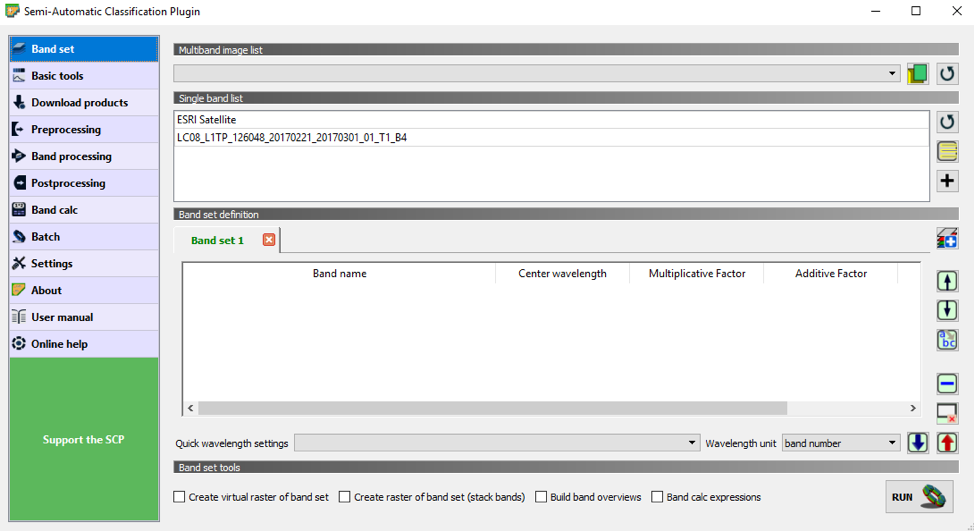 Semi-Automatic Classification Plugin
Band set
Basic tools
Download products
Preprocessing
Band processing
Postprocessing
Band calc
Batch
Settings
About
User manual
Online help
Support the SCP
Multiband image list
Single band list
ESRI Satellite
LC08_L1TP_126048_20170221_20170301_01_T1_B4
Band set definition
Band set 1
Band name Center wavelength Multiplicative Factor Additive Factor
Quick wavelength settings Wavelength unit band number
Band set tools
Create virtual raster of band set Create raster of band set (stack bands) Build band overviews Band calc expressions RUN